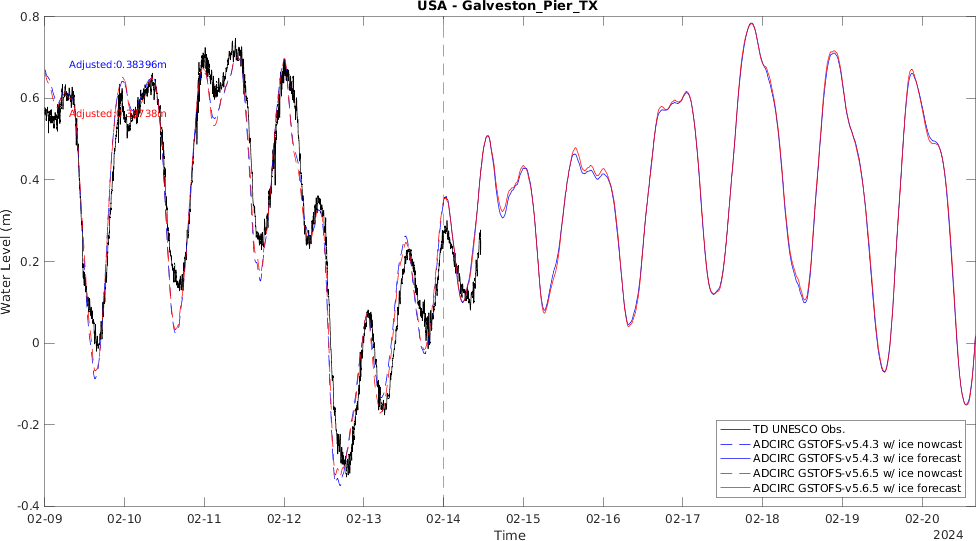 USA - Galveston_Pier_TX
0.8
0.6
0.4
0.2
0
-0.2
-0.4
Water Level (m)
Adjusted:0.38396m
TD UNESCO Obs.
ADCIRC GSTOFS-v5.4.3 w/ ice nowcast
ADCIRC GSTOFS-v5.4.3 w/ ice forecast
ADCIRC GSTOFS-v5.6.5 w/ ice nowcast
ADCIRC GSTOFS-v5.6.5 w/ ice forecast
02-09 02-10 02-11 02-12 02-13 02-14 02-15 02-16 02-17 02-18 02-19 02-20
Time
2024